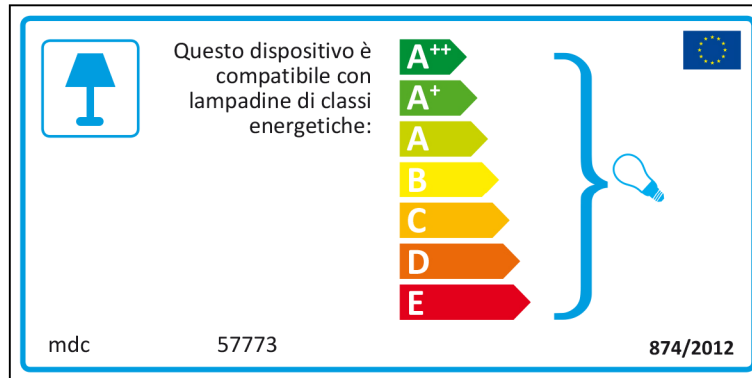 Questo dispositivo è
compatibile con
lampadine di classi
energetiche:
A++
A+
A
B
C
D
E
mdc 57773 874/2012